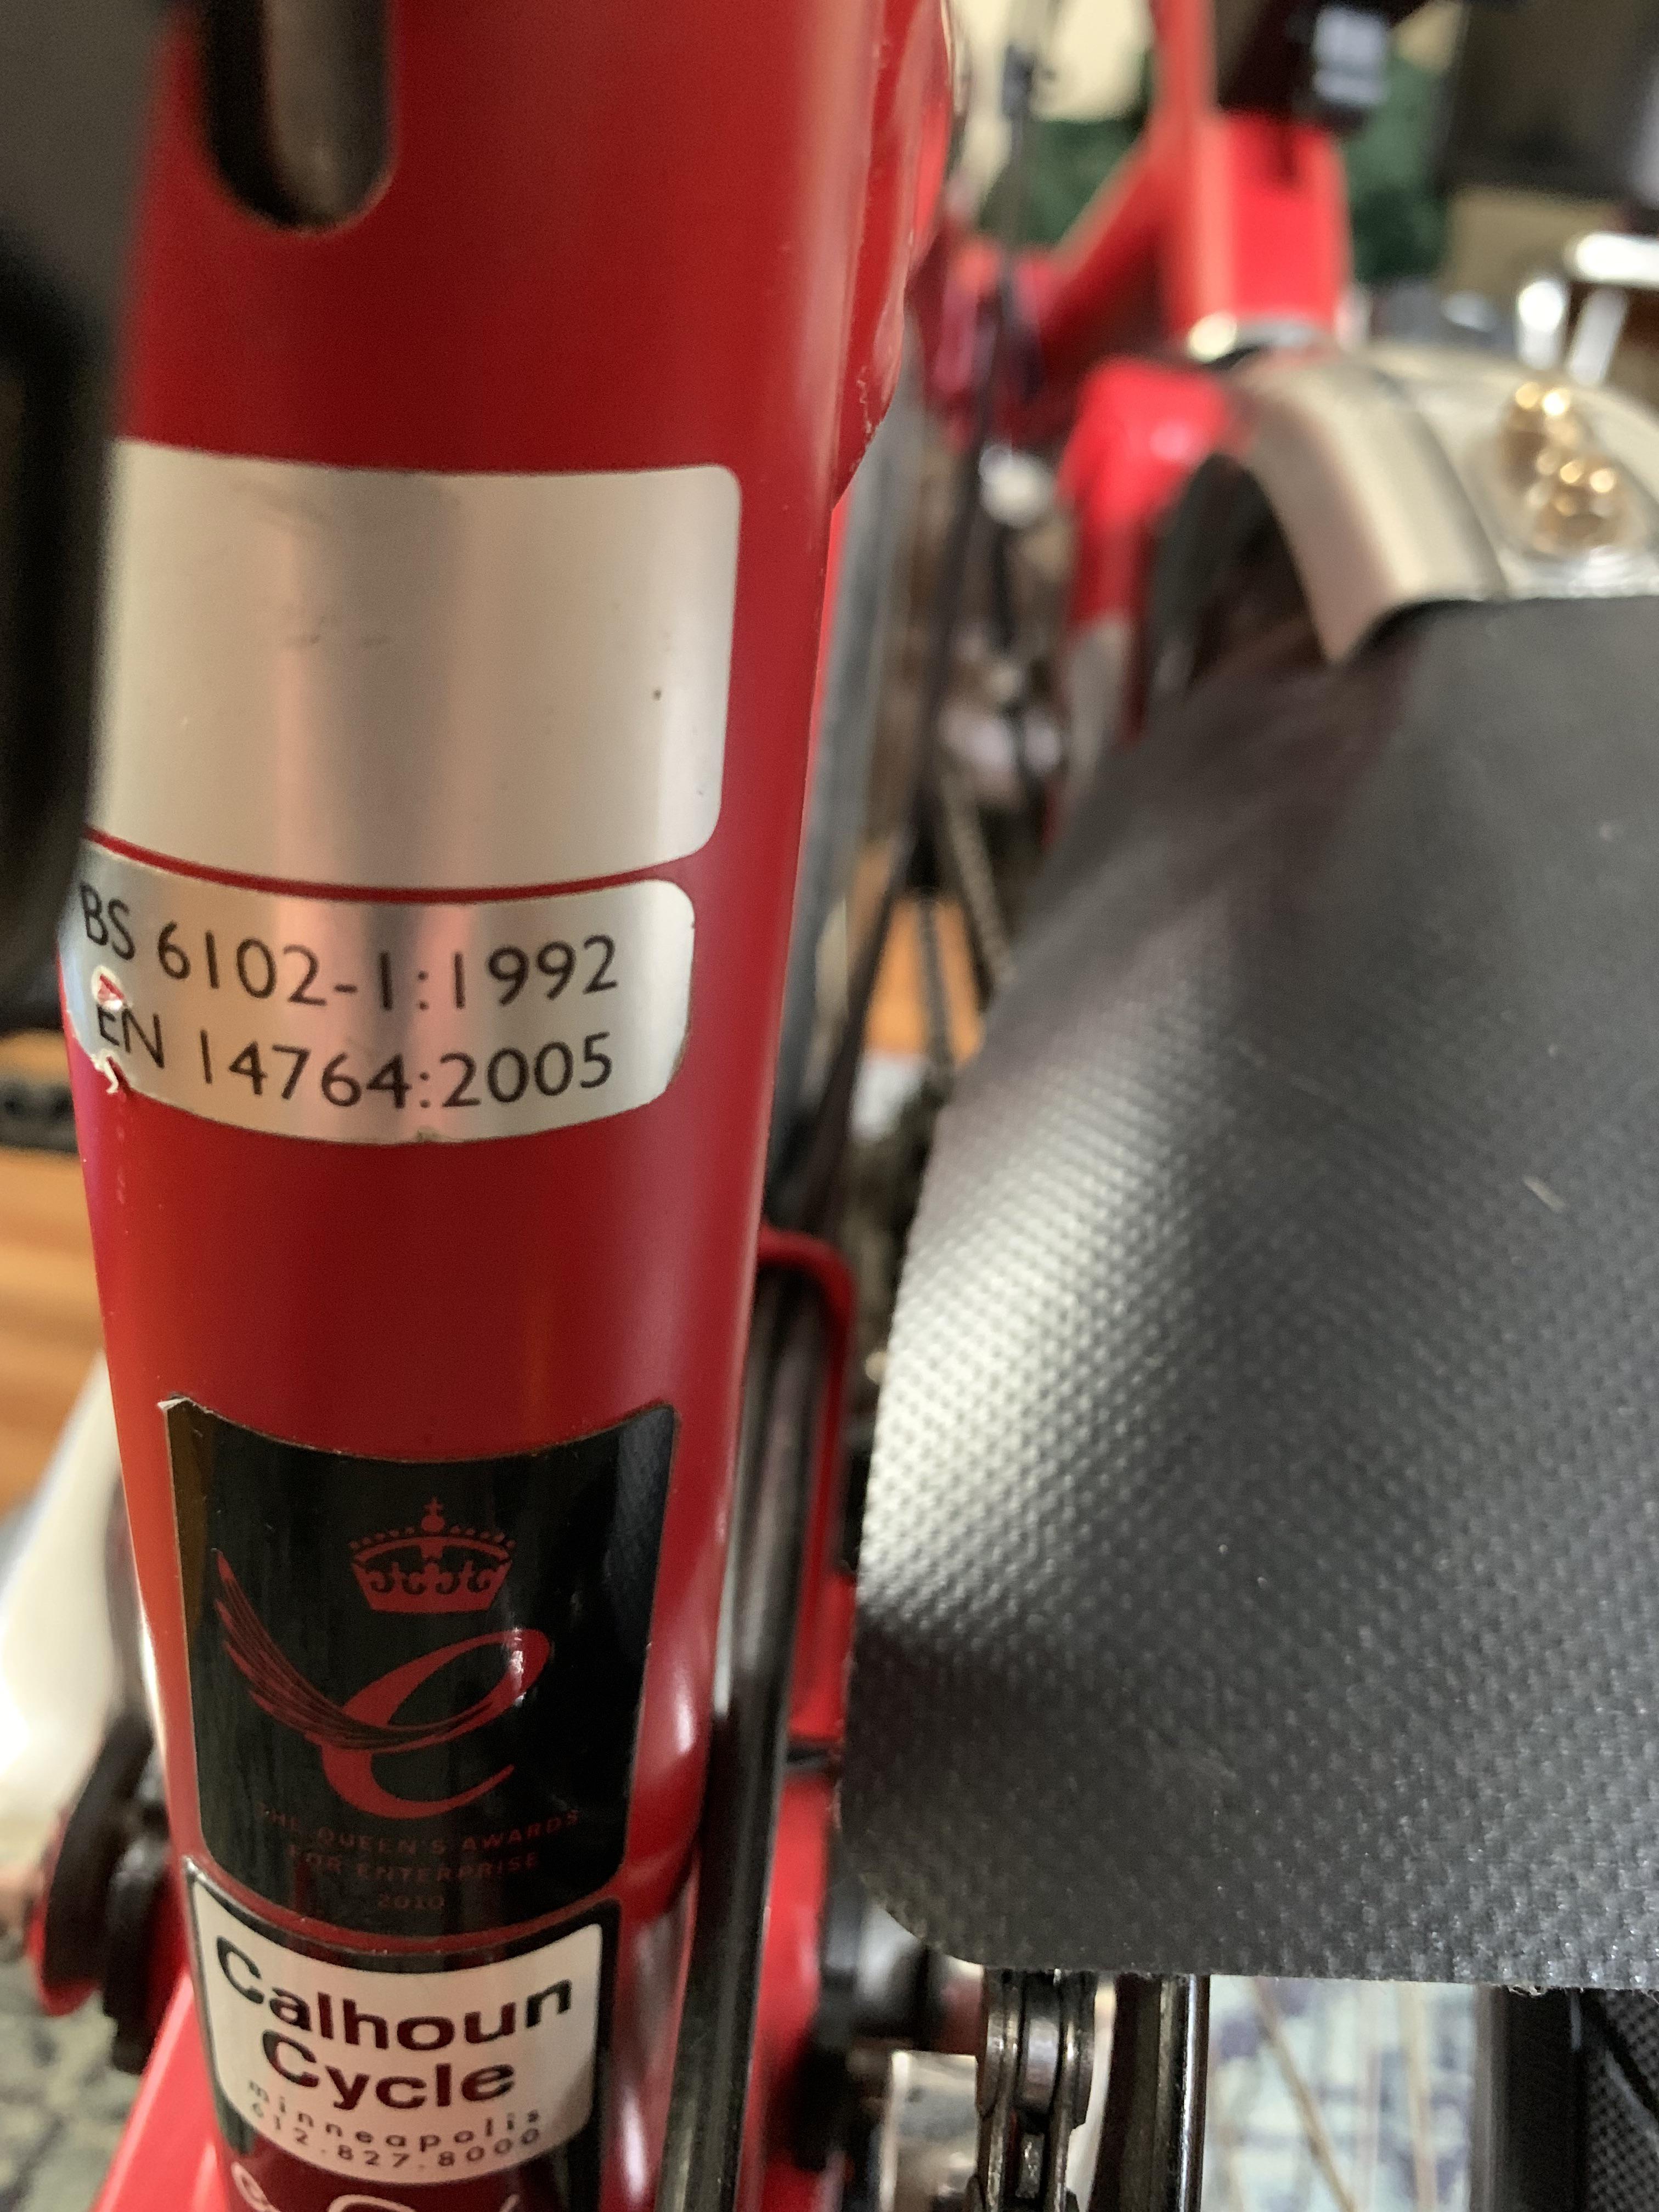 BS 6102-1:1992
EN 14764:2005
THE QUEEN'S AWARDS
FOR ENTERPRISE
2010
Calhoun
Cycle
minneapolis
612.827.8000